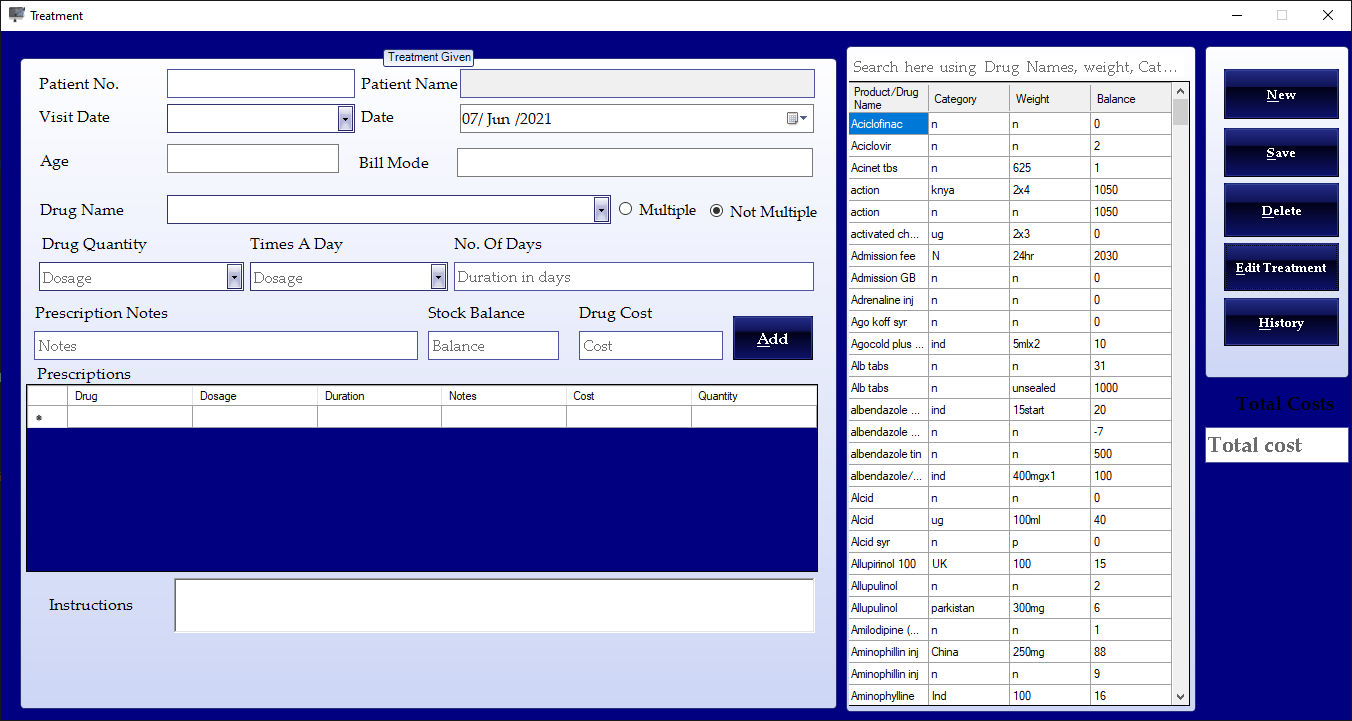 Treatment
Treatment Given
Patient No.
Patient Name
Visit Date
Date
07/ Jun /2021
Age
Bill Mode
Drug Name
Multiple
Not Multiple
Drug Quantity
Times A Day
No. Of Days
Dosage
Dosage
Duration in days
Prescription Notes
Stock Balance
Drug Cost
Notes
Balance
Cost
Add
Prescriptions
Drug Dosage Duration Notes Cost Quantity
*
Instructions
Search here using Drug Names, weight, Cat...
Product/Drug
Name Category Weight Balance
Aciclofinac n n 0
Aciclovir n n 2
Acinet tbs n 625 1
action knya 2x4 1050
action n n 1050
activated ch... ug 2x3 0
Admission fee N 24hr 2030
Admission GB n n 0
Adrenaline inj n n 0
Ago koff syr n n 0
Agocold plus ... ind 5mlx2 10
Alb tabs n n 31
Alb tabs n unsealed 1000
albendazole ... ind 15start 20
albendazole ... n n -7
albendazole tin n n 500
albendazole/... ind 400mgx1 100
Alcid n n 0
Alcid ug 100ml 40
Alcid syr n p 0
Allupirinol 100 UK 100 15
Allupulinol n n 2
Allupulinol parkistan 300mg 6
Amilodipine (... n n 1
Aminophillin inj China 250mg 88
Aminophillin inj n n 9
Aminophylline Ind 100 16
New
Save
Delete
Edit Treatment
History
Total Costs
Total cost